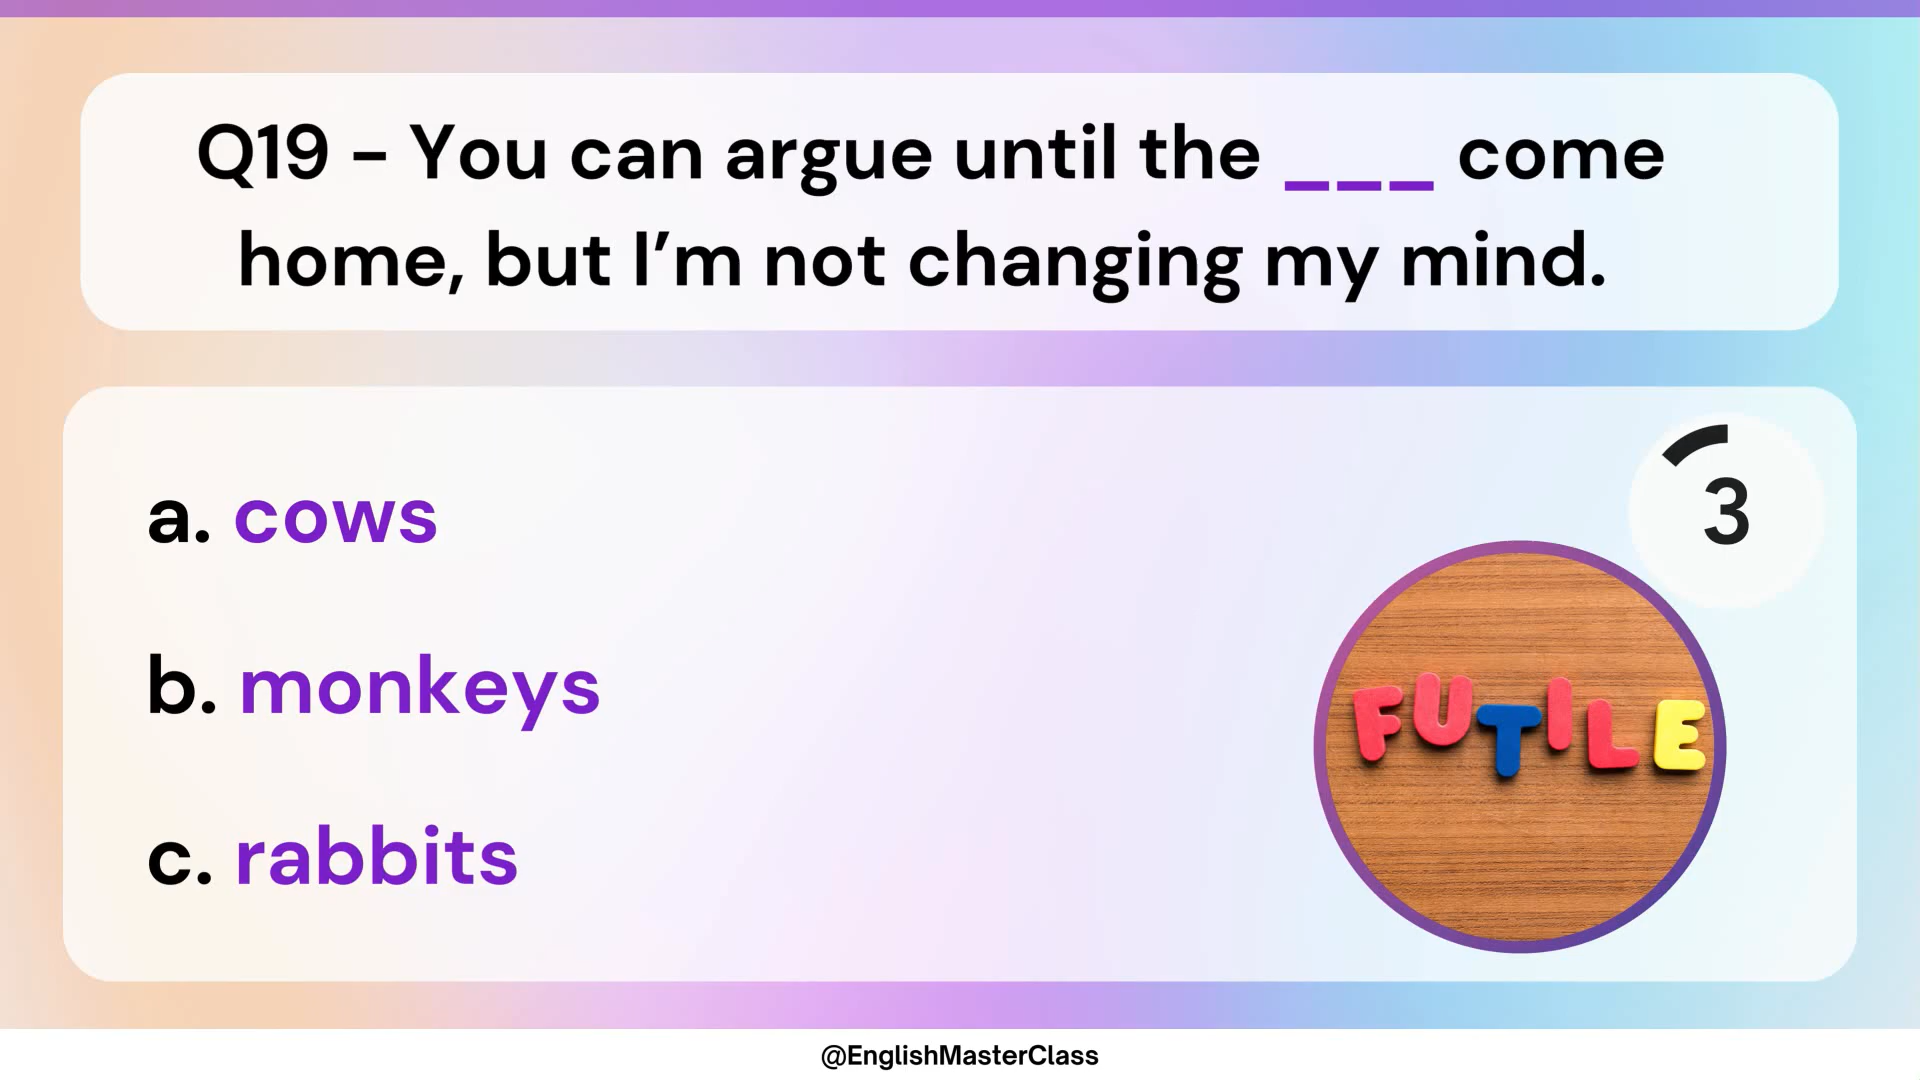 Q19 - You can argue until the ___ come
home, but I’m not changing my mind.
a. cows
3
b. monkeys
FUTILE
c. rabbits
@EnglishMasterClass